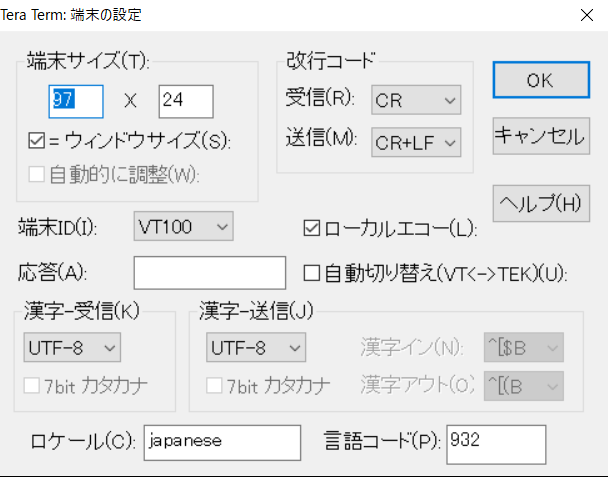 Tera Term: 端末の設定
端末サイズ(T):
97 X 24
=ウィンドウサイズ(S):
自動的に調整(W):
改行コード
受信(R): CR
送信(M): CR+LF
OK
キャンセル
ヘルプ(H)
端末ID(I): VT100
ローカルエコー(L):
応答(A):
自動切り替え(VT<->TEK)(U):
漢字-受信(K)
UTF-8
7bit カタカナ
漢字-送信(J)
UTF-8
7bit カタカナ
漢字イン(N): ^[$B
漢字アウト(O) ^[(B
ロケール(C): japanese
言語コード(P): 932